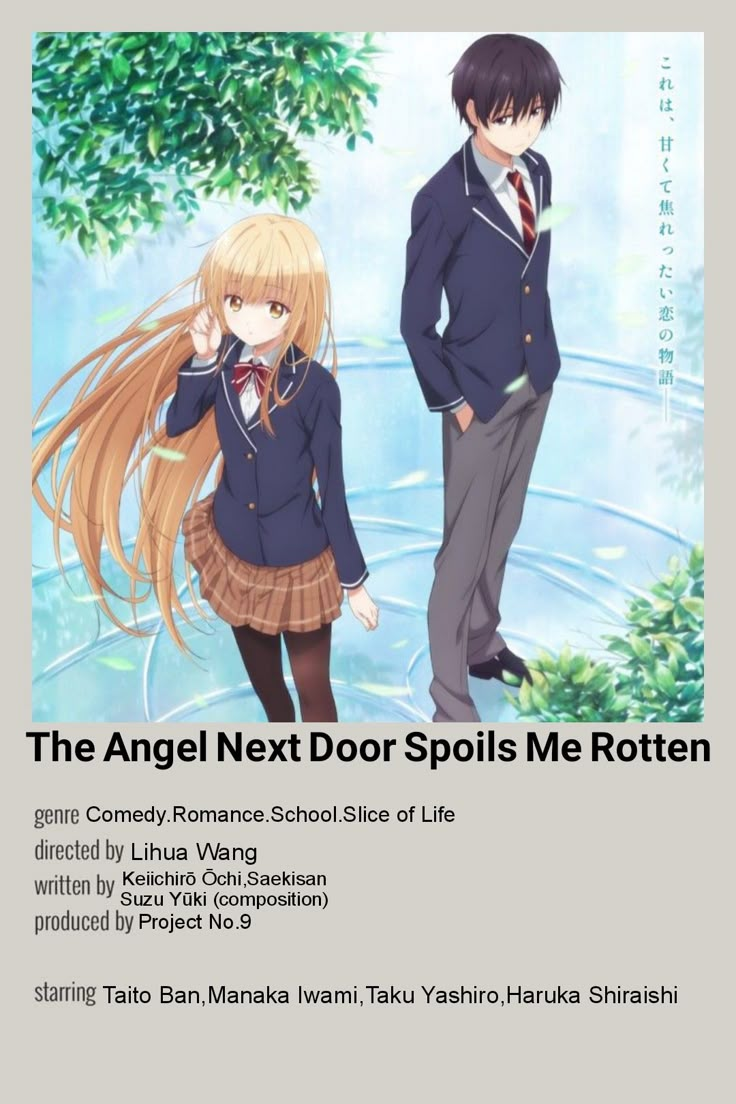 これは、甘くて焦れったい恋の物語——
The Angel Next Door Spoils Me Rotten
genre Comedy.Romance.School.Slice of Life
directed by Lihua Wang
written by Keiichirō Ōchi,Saekisan
Suzu Yūki (composition)
produced by Project No.9
starring Taito Ban,Manaka Iwami,Taku Yashiro,Haruka Shiraishi